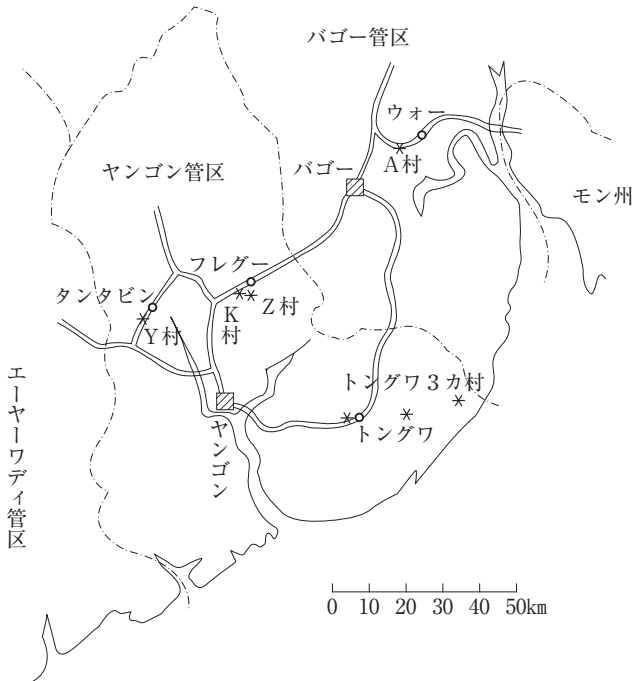 バゴー管区
ウォー
A村
ヤンゴン管区
バゴー
モン州
フレグー
タンタビン
Z村
K村
Y村
トングワ3カ村
トングワ
ヤンゴン
エーヤーワディ管区
0 10 20 30 40 50km